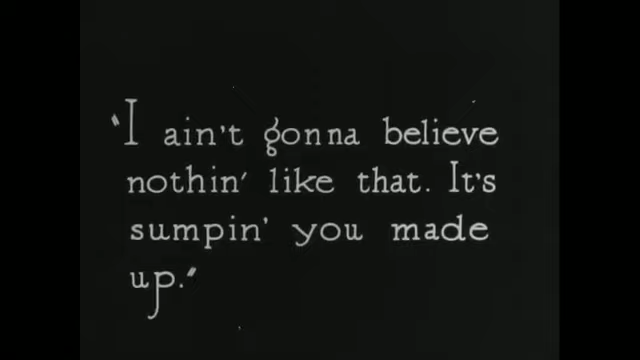 "I ain't gonna believe
nothin' like that. It's
sumpin' you made
up."